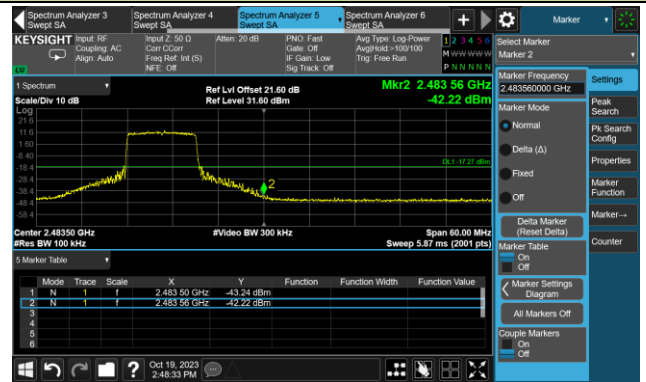 Spectrum Analyzer 3
Swept SA
Spectrum Analyzer 4
Swept SA
Spectrum Analyzer 5
Swept SA
Spectrum Analyzer 6
Swept SA
+
Marker
KEYSIGHT
Input: RF
Coupling: AC
Align: Auto
Input Z: 50 Ω
Corr CCorr
Freq Ref: Int (S)
NFE: Off
Atten: 20 dB
PNO: Fast
Gate: Off
IF Gain: Low
Sig Track: Off
Avg Type: Log-Power
Avg|Hold:>100/100
Trig: Free Run
1 2 3 4 5 6
M W W W W W
P N N N N N
Select Marker
Marker 2
1 Spectrum
Scale/Div 10 dB
Ref Lvl Offset 21.60 dB
Ref Level 31.60 dBm
Mkr2 2.483 56 GHz
-42.22 dBm
Log
21.6
11.6
1.60
-8.40
-18.4
-28.4
-38.4
-48.4
-58.4
DL1 -17.27 dBm
2
Center 2.48350 GHz
#Res BW 100 kHz
#Video BW 300 kHz
Span 60.00 MHz
Sweep 5.87 ms (2001 pts)
5 Marker Table
Mode Trace Scale X Y Function Function Width Function Value
1 N 1 f 2.483 50 GHz -43.24 dBm
2 N 1 f 2.483 56 GHz -42.22 dBm
3
4
5
6
Marker Frequency
2.483560000 GHz
Marker Mode
Normal
Delta (Δ)
Fixed
Off
Delta Marker
(Reset Delta)
Marker Table
On
Off
Marker Settings
Diagram
All Markers Off
Couple Markers
On
Off
Settings
Peak
Search
Pk Search
Config
Properties
Marker
Function
Marker→
Counter
?
Oct 19, 2023
2:48:33 PM